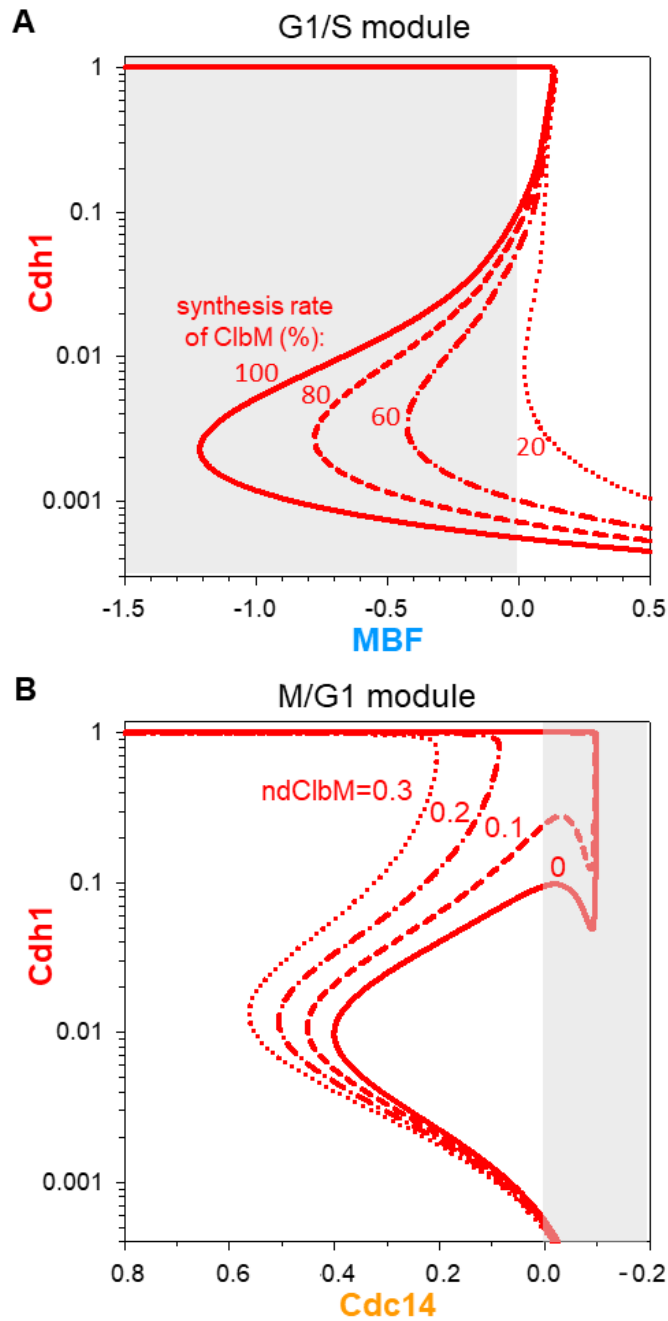 A
G1/S module
1
0.1
0.01
0.001
Cdh1
synthesis rate
of ClbM (%):
100
80
60
20
-1.5
-1.0
-0.5
0.0
0.5
MBF
B
M/G1 module
1
0.1
0.01
0.001
Cdh1
ndClbM=0.3
0.2
0.1
0
0.8
0.6
0.4
0.2
0.0
-0.2
Cdc14